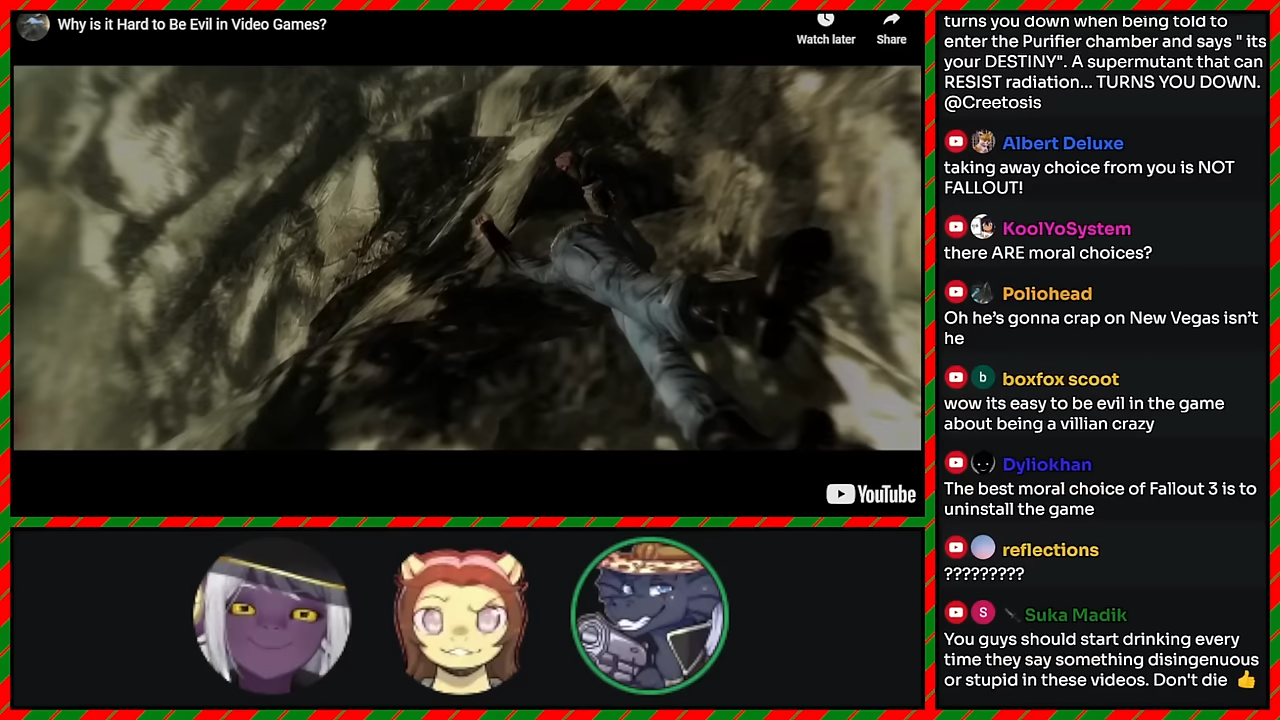 Why is it Hard to Be Evil in Video Games?
Watch later
Share
YouTube
turns you down when being told to
enter the Purifier chamber and says " its
your DESTINY". A supermutant that can
RESIST radiation... TURNS YOU DOWN.
@Creetosis
Albert Deluxe
taking away choice from you is NOT
FALLOUT!
KoolYoSystem
there ARE moral choices?
Poliohead
Oh he’s gonna crap on New Vegas isn’t
he
b boxfox scoot
wow its easy to be evil in the game
about being a villian crazy
Dyliokhan
The best moral choice of Fallout 3 is to
uninstall the game
reflections
?????????
S Suka Madik
You guys should start drinking every
time they say something disingenuous
or stupid in these videos. Don't die 👍